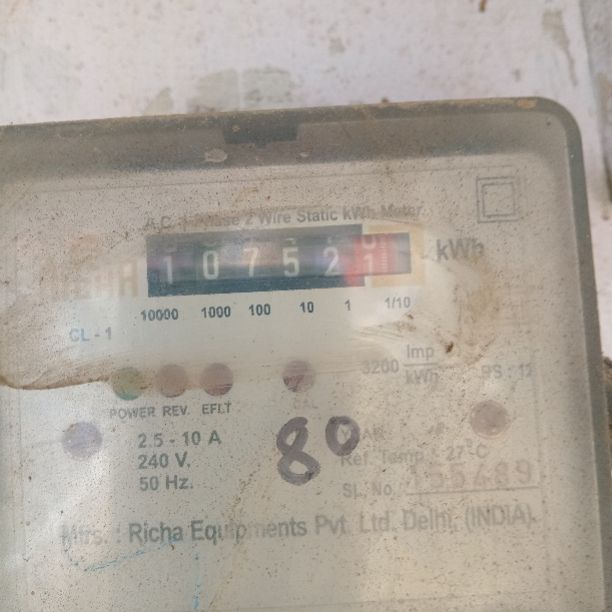 A.C. 1-Phase 2 Wire Static kWh Meter
1 0 7 5 2 1 kWh
10000 1000 100 10 1 1/10
CL - 1
3200 Imp/kWh
POWER REV. EFLT CAL
2.5 - 10 A
240 V.
50 Hz.
80
Ref. Temp. 27°C
SL. No.
Mfrs. : Richa Equipments Pvt. Ltd. Delhi. (INDIA)